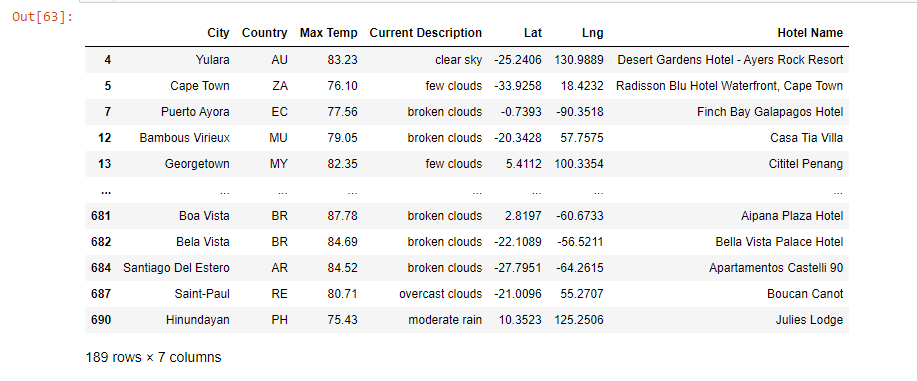 Out[63]:
City Country Max Temp Current Description Lat Lng Hotel Name
4 Yulara AU 83.23 clear sky -25.2406 130.9889 Desert Gardens Hotel - Ayers Rock Resort
5 Cape Town ZA 76.10 few clouds -33.9258 18.4232 Radisson Blu Hotel Waterfront, Cape Town
7 Puerto Ayora EC 77.56 broken clouds -0.7393 -90.3518 Finch Bay Galapagos Hotel
12 Bambous Virieux MU 79.05 broken clouds -20.3428 57.7575 Casa Tia Villa
13 Georgetown MY 82.35 few clouds 5.4112 100.3354 Cititel Penang
... ... ... ... ... ... ... ...
681 Boa Vista BR 87.78 broken clouds 2.8197 -60.6733 Aipana Plaza Hotel
682 Bela Vista BR 84.69 broken clouds -22.1089 -56.5211 Bella Vista Palace Hotel
684 Santiago Del Estero AR 84.52 broken clouds -27.7951 -64.2615 Apartamentos Castelli 90
687 Saint-Paul RE 80.71 overcast clouds -21.0096 55.2707 Boucan Canot
690 Hinundayan PH 75.43 moderate rain 10.3523 125.2506 Julies Lodge
189 rows × 7 columns